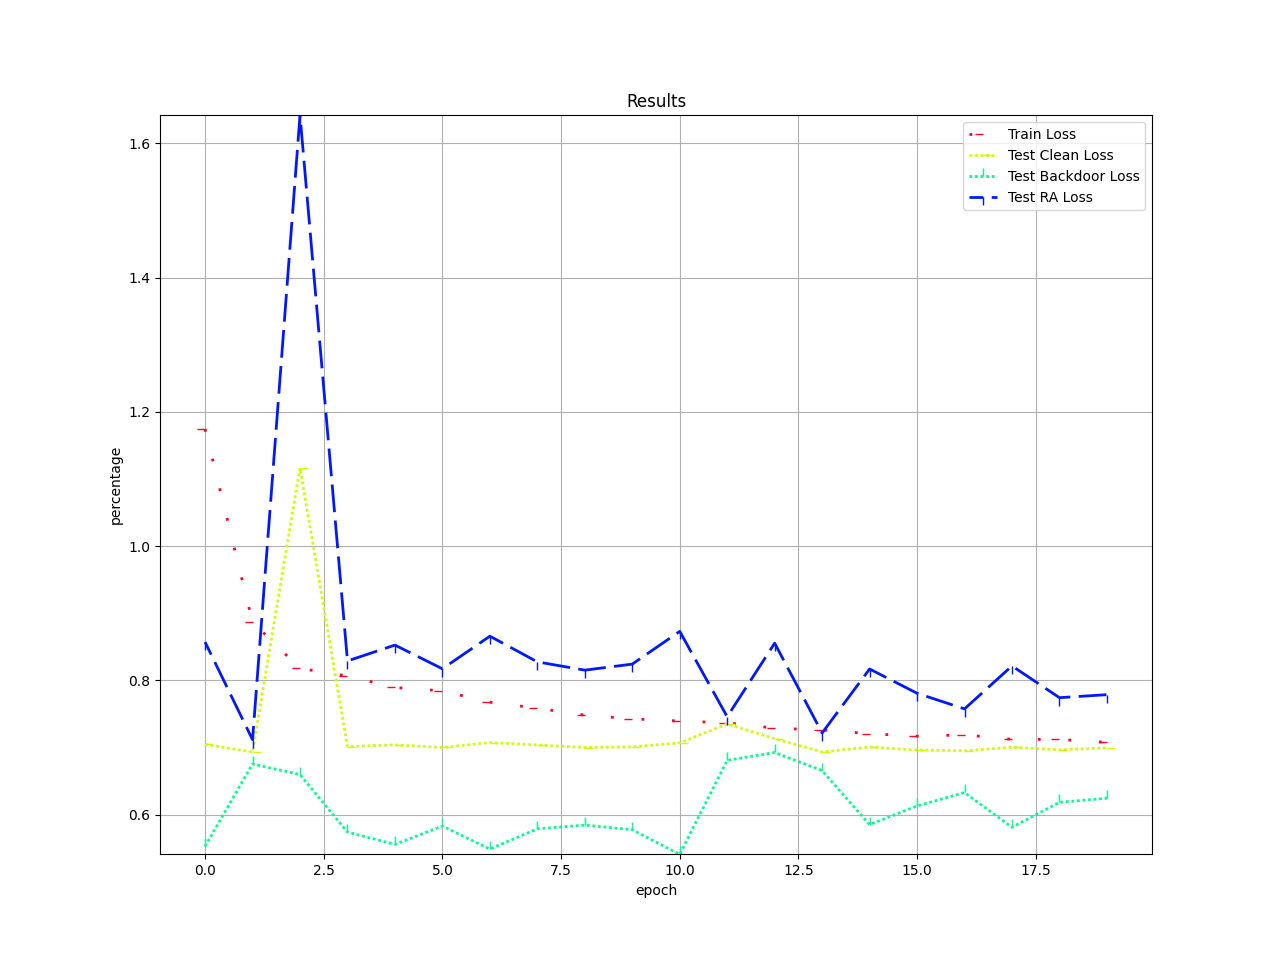 Results
Train Loss
Test Clean Loss
Test Backdoor Loss
Test RA Loss
1.6
1.4
1.2
1.0
0.8
0.6
percentage
0.0 2.5 5.0 7.5 10.0 12.5 15.0 17.5
epoch